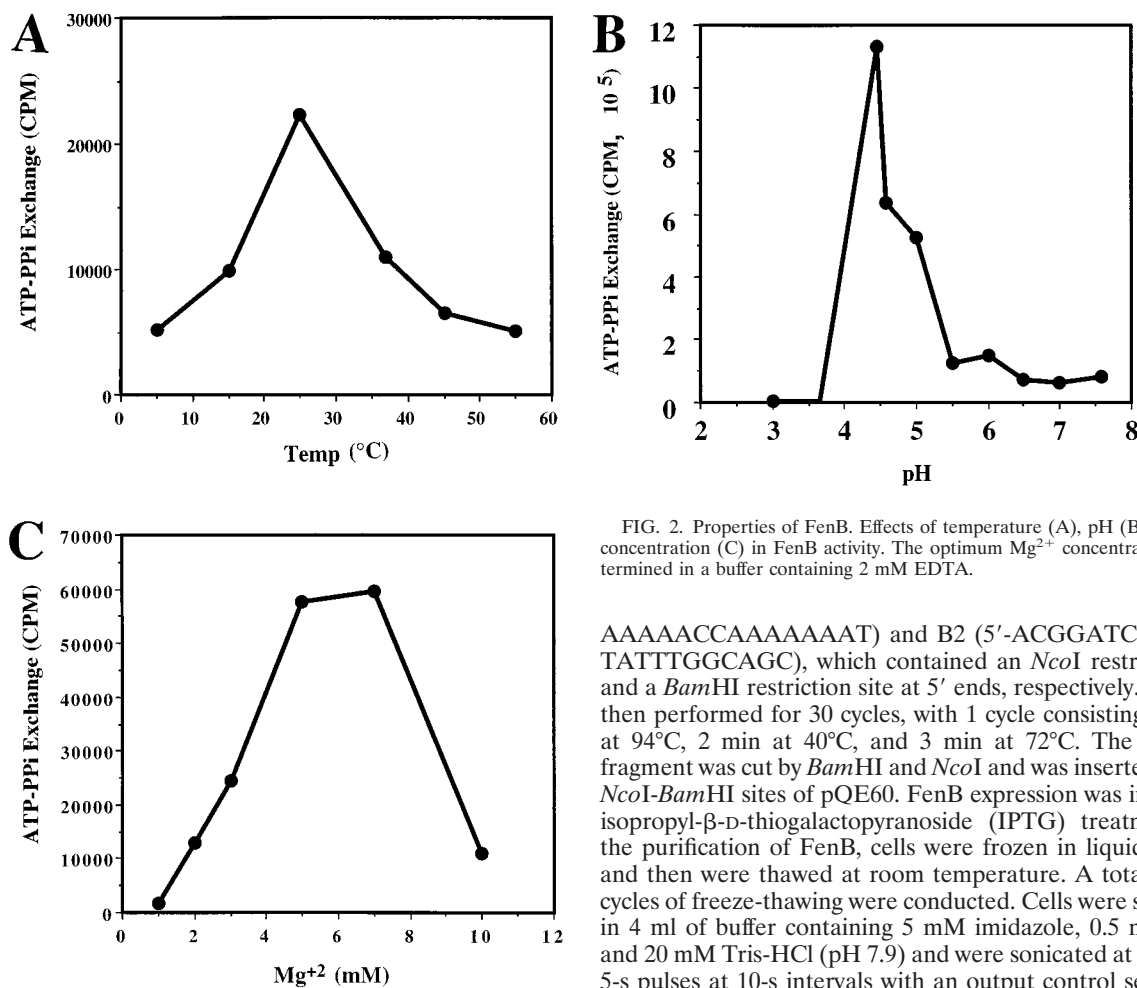 A
30000
20000
10000
0
ATP-PPi Exchange (CPM)
0 10 20 30 40 50 60
Temp (°C)
B
12
10
8
6
4
2
0
ATP-PPi Exchange (CPM, 10⁵)
2 3 4 5 6 7 8
pH
C
70000
60000
50000
40000
30000
20000
10000
0
ATP-PPi Exchange (CPM)
0 2 4 6 8 10 12
Mg⁺² (mM)
FIG. 2. Properties of FenB. Effects of temperature (A), pH (B
concentration (C) in FenB activity. The optimum Mg²⁺ concentra
termined in a buffer containing 2 mM EDTA.
AAAAACCAAAAAAAT) and B2 (5′-ACGGATC
TATTTGGCAGC), which contained an NcoI restr
and a BamHI restriction site at 5′ ends, respectively.
then performed for 30 cycles, with 1 cycle consisting
at 94°C, 2 min at 40°C, and 3 min at 72°C. The
fragment was cut by BamHI and NcoI and was inserte
NcoI-BamHI sites of pQE60. FenB expression was i
isopropyl-β-D-thiogalactopyranoside (IPTG) treatn
the purification of FenB, cells were frozen in liquid
and then were thawed at room temperature. A tota
cycles of freeze-thawing were conducted. Cells were s
in 4 ml of buffer containing 5 mM imidazole, 0.5 n
and 20 mM Tris-HCl (pH 7.9) and were sonicated at
5-s pulses at 10-s intervals with an output control se